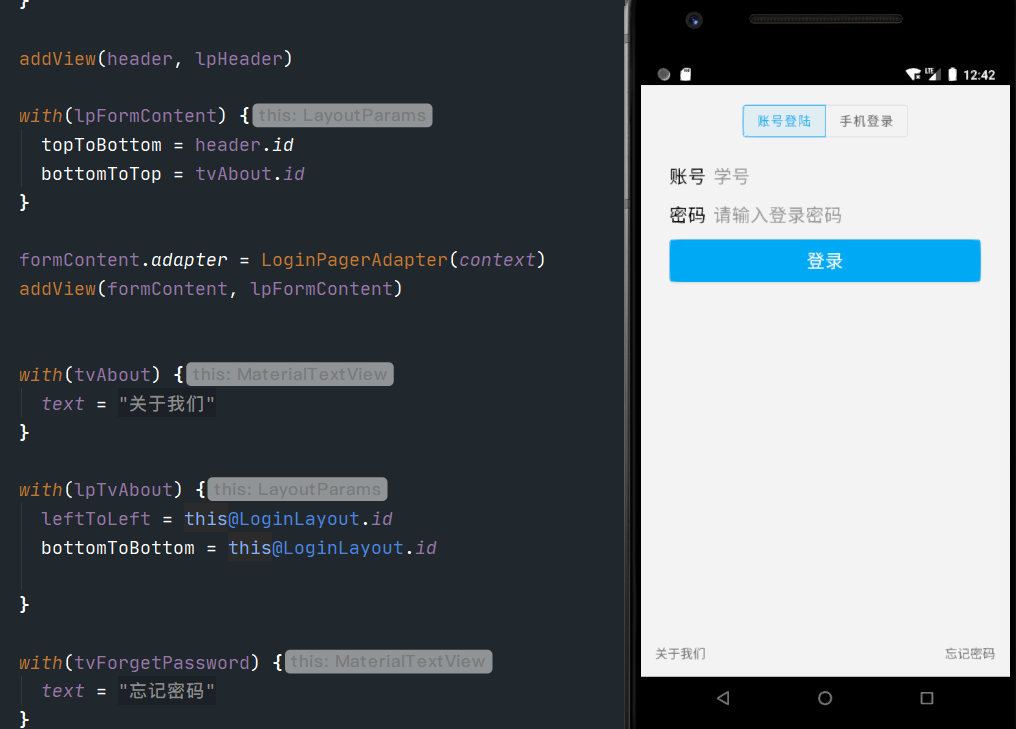 }
addView(header, lpHeader)
with(lpFormContent) { this: LayoutParams
topToBottom = header.id
bottomToTop = tvAbout.id
}
formContent.adapter = LoginPagerAdapter(context)
addView(formContent, lpFormContent)
with(tvAbout) { this: MaterialTextView
text = "关于我们"
}
with(lpTvAbout) { this: LayoutParams
leftToLeft = this@LoginLayout.id
bottomToBottom = this@LoginLayout.id
}
with(tvForgetPassword) { this: MaterialTextView
text = "忘记密码"
}
LTE 12:42
账号登陆 手机登录
账号 学号
密码 请输入登录密码
登录
关于我们 忘记密码